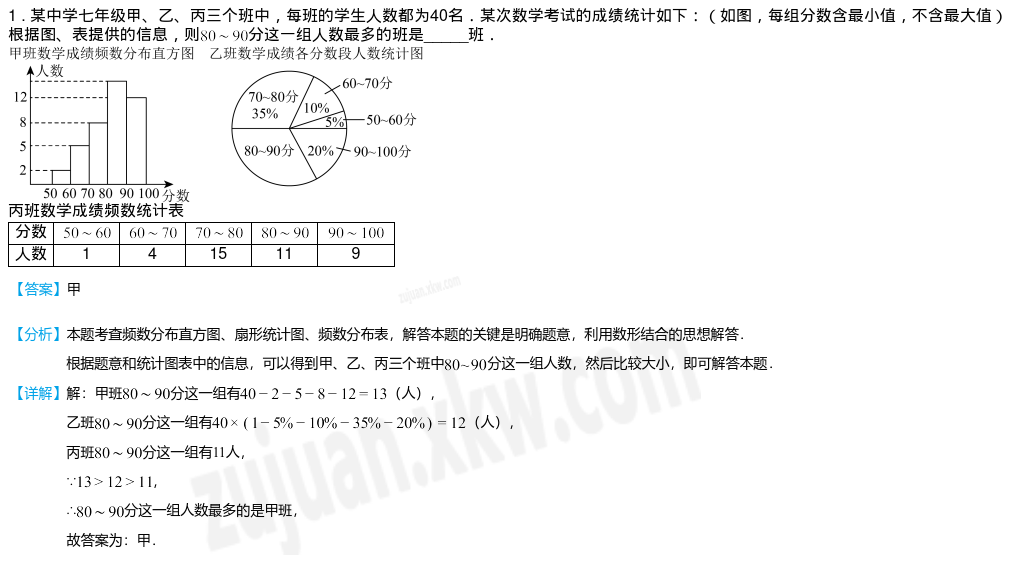 1．某中学七年级甲、乙、丙三个班中，每班的学生人数都为40名．某次数学考试的成绩统计如下：（如图，每组分数含最小值，不含最大值）
根据图、表提供的信息，则80～90分这一组人数最多的班是______班．
甲班数学成绩频数分布直方图 乙班数学成绩各分数段人数统计图
人数
12
8
5
2
50 60 70 80 90 100 分数
70~80分
35%
60~70分
10%
5%
50~60分
80~90分
20%
90~100分
丙班数学成绩频数统计表
分数 50～60 60～70 70～80 80～90 90～100
人数 1 4 15 11 9
【答案】甲
【分析】本题考查频数分布直方图、扇形统计图、频数分布表，解答本题的关键是明确题意，利用数形结合的思想解答．
根据题意和统计图表中的信息，可以得到甲、乙、丙三个班中80~90分这一组人数，然后比较大小，即可解答本题．
【详解】解：甲班80～90分这一组有40－2－5－8－12＝13（人），
乙班80～90分这一组有40×(1－5%－10%－35%－20%)＝12（人），
丙班80～90分这一组有11人，
∵13＞12＞11，
∴80～90分这一组人数最多的是甲班，
故答案为：甲．
zujuan.xkw.com
zujuan.xkw.com